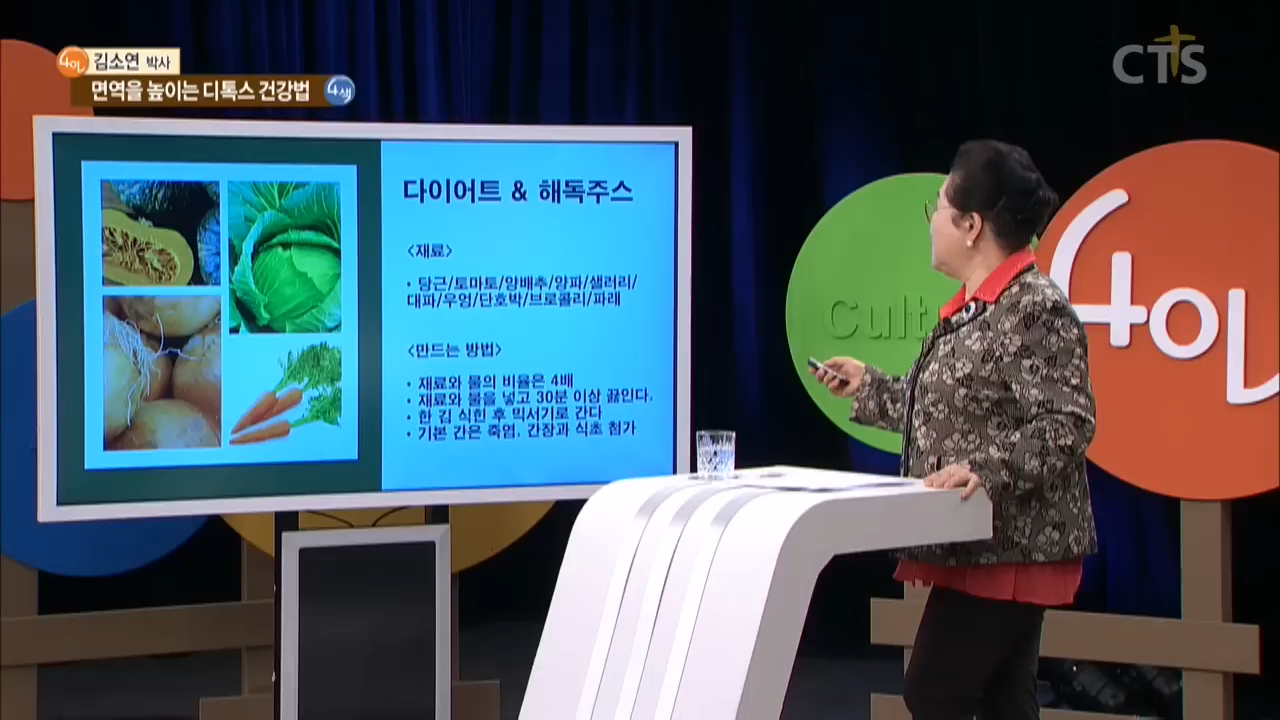 4인 김소연 박사
면역을 높이는 디톡스 건강법 4색
CTS
다이어트 & 해독주스
<재료>
• 당근/토마토/양배추/양파/샐러리/
대파/우엉/단호박/브로콜리/파래
<만드는 방법>
• 재료와 물의 비율은 4배
• 재료와 물을 넣고 30분 이상 끓인다.
• 한 김 식힌 후 믹서기로 간다
• 기본 간은 죽염. 간장과 식초 첨가
Cult
4인